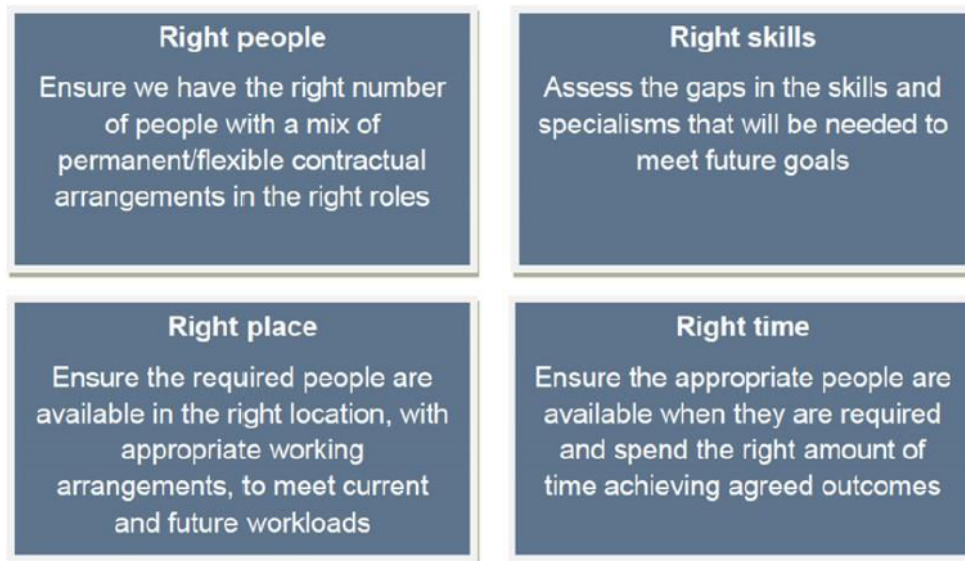 Right people
Ensure we have the right number
of people with a mix of
permanent/flexible contractual
arrangements in the right roles
Right skills
Assess the gaps in the skills and
specialisms that will be needed to
meet future goals
Right place
Ensure the required people are
available in the right location, with
appropriate working
arrangements, to meet current
and future workloads
Right time
Ensure the appropriate people are
available when they are required
and spend the right amount of
time achieving agreed outcomes